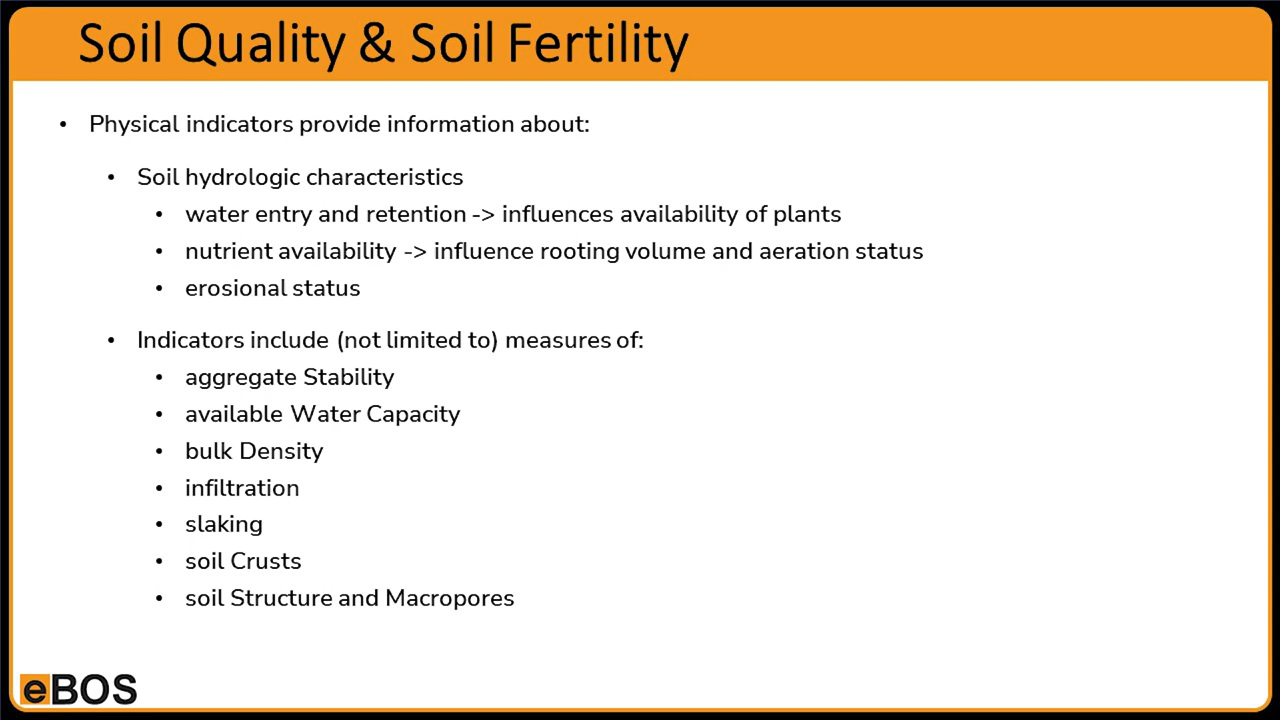 Soil Quality & Soil Fertility
• Physical indicators provide information about:
• Soil hydrologic characteristics
• water entry and retention -> influences availability of plants
• nutrient availability -> influence rooting volume and aeration status
• erosional status
• Indicators include (not limited to) measures of:
• aggregate Stability
• available Water Capacity
• bulk Density
• infiltration
• slaking
• soil Crusts
• soil Structure and Macropores
eBOS